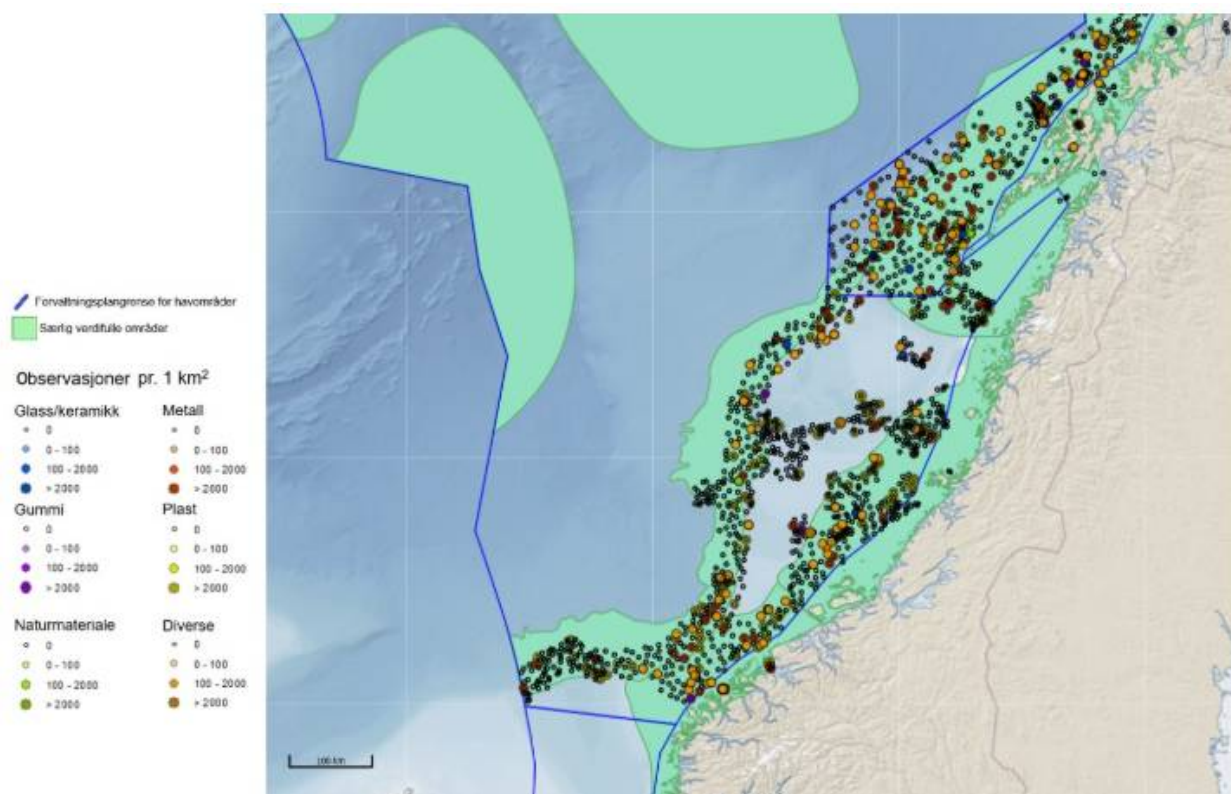 Forvaltningsplangrense for havområder
Særlig verdifulle områder
Observasjoner pr. 1 km²
Glass/keramikk
0
0 - 100
100 - 2000
> 2000
Metall
0
0 - 100
100 - 2000
> 2000
Gummi
0
0 - 100
100 - 2000
> 2000
Plast
0
0 - 100
100 - 2000
> 2000
Naturmateriale
0
0 - 100
100 - 2000
> 2000
Diverse
0
0 - 100
100 - 2000
> 2000
100 km